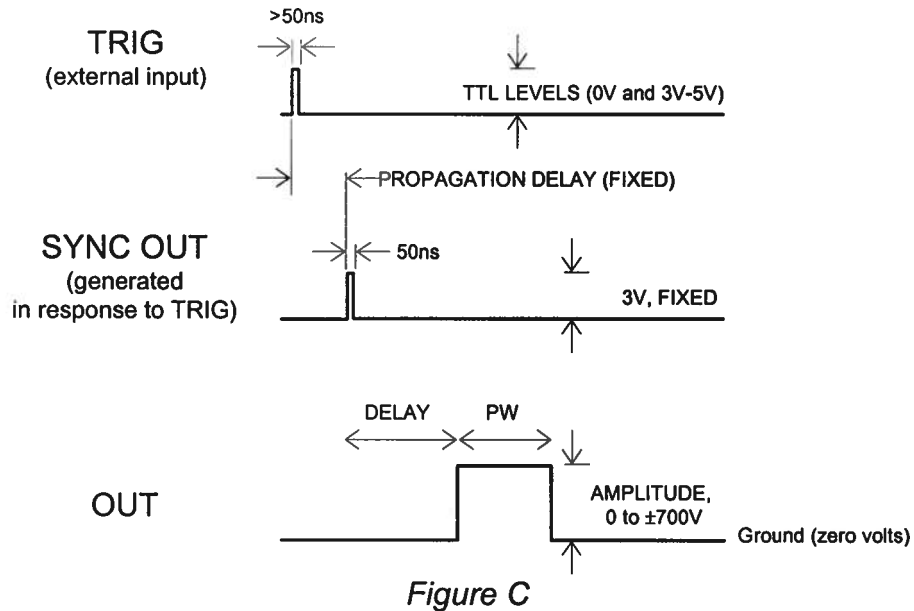 >50ns
TRIG
(external input)
TTL LEVELS (0V and 3V-5V)
PROPAGATION DELAY (FIXED)
SYNC OUT
(generated
in response to TRIG)
50ns
3V, FIXED
DELAY
PW
OUT
AMPLITUDE,
0 to ±700V
Ground (zero volts)
Figure C